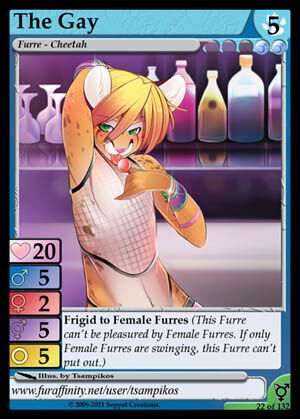 The Gay
5
Furre - Cheetah
20
5
2
5
5
Illus. by Tsampikos
Frigid to Female Furres (This Furre
can't be pleasured by Female Furres. If only
Female Furres are swinging, this Furre can't
put out.)
www.furaffinity.net/user/tsampikos
© 2009-2011 Seppel Creations.
22 of 132